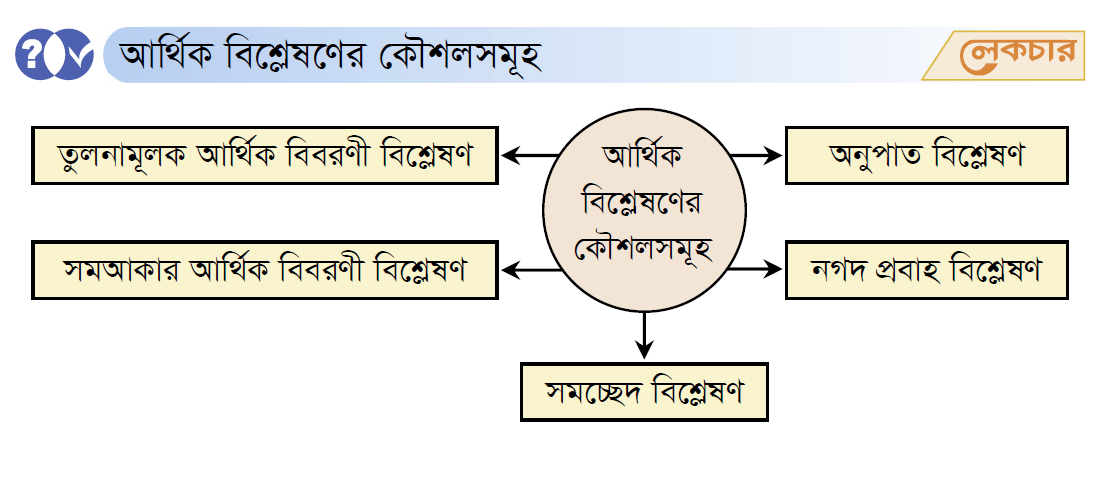 আর্থিক বিশ্লেষণের কৌশলসমূহ
লেকচার
তুলনামূলক আর্থিক বিবরণী বিশ্লেষণ
আর্থিক
বিশ্লেষণের
কৌশলসমূহ
অনুপাত বিশ্লেষণ
সমআকার আর্থিক বিবরণী বিশ্লেষণ
নগদ প্রবাহ বিশ্লেষণ
সমচ্ছেদ বিশ্লেষণ